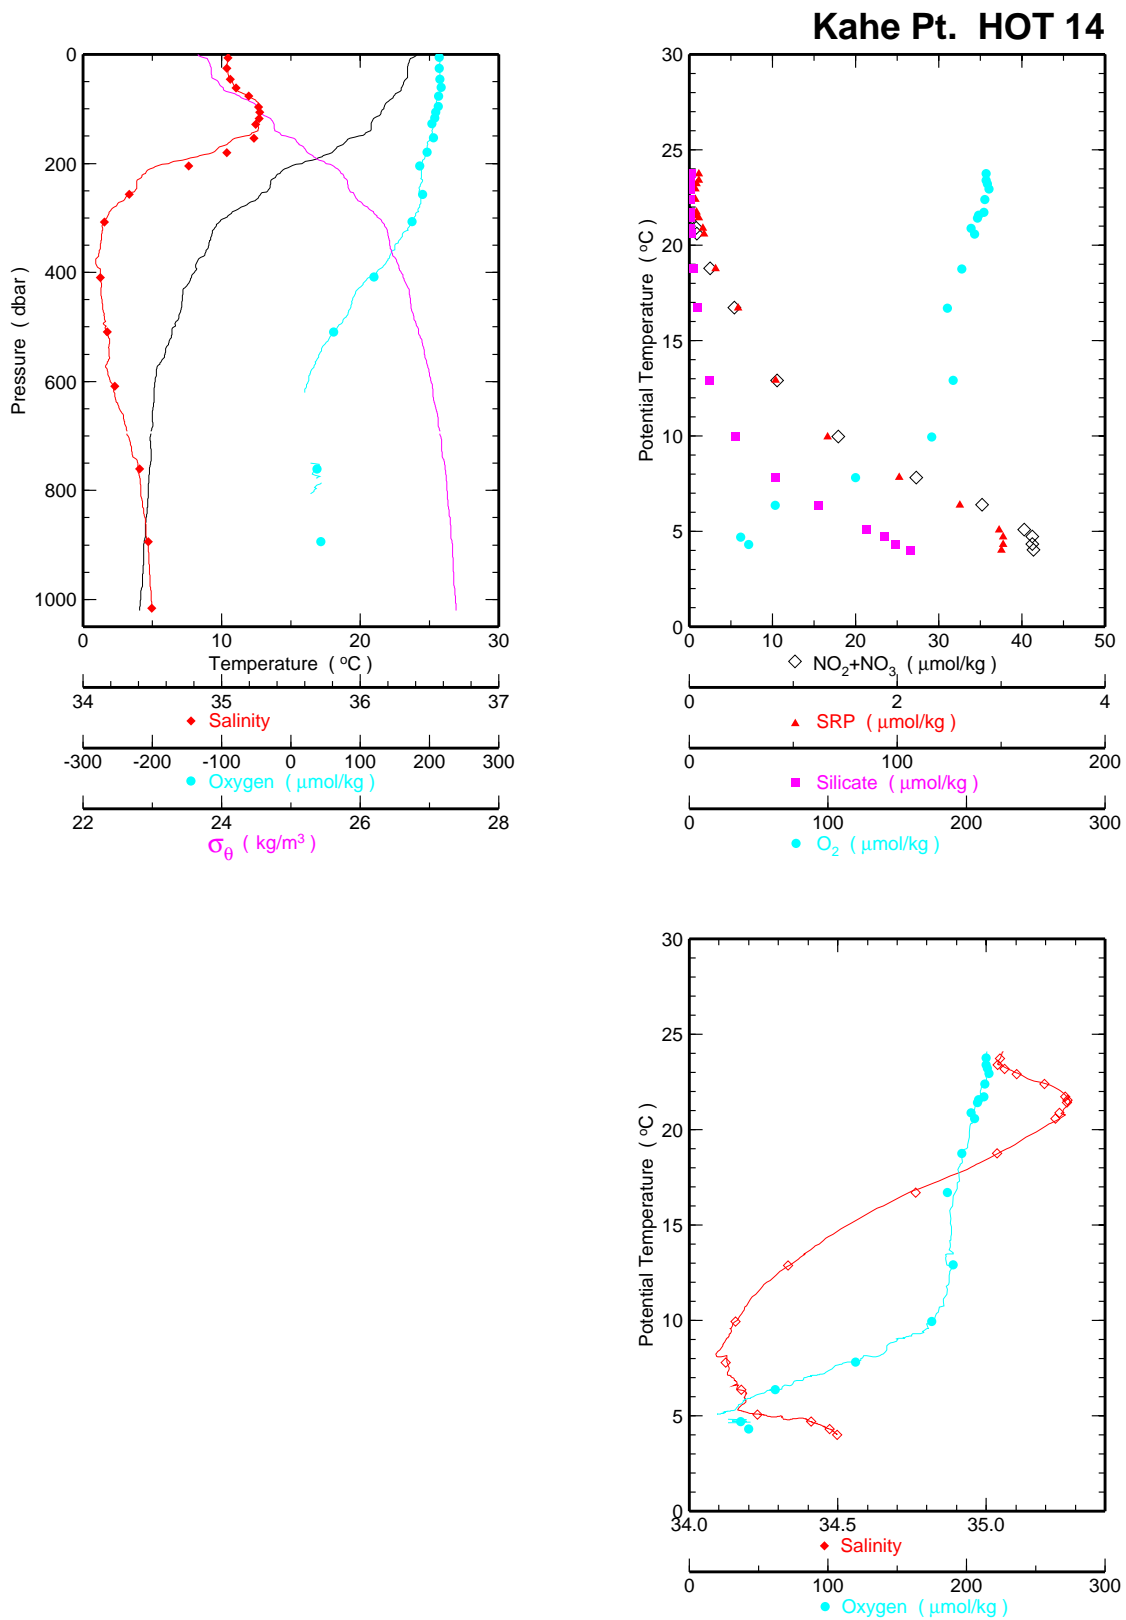 Kahe Pt. HOT 14
0
200
400
600
800
1000
Pressure ( dbar)
0 10 20 30
Temperature ( °C)
34 35 36 37
Salinity
-300 -200 -100 0 100 200 300
Oxygen ( μmol/kg )
22 24 26 28
σθ ( kg/m³ )
30
25
20
15
10
5
0
Potential Temperature ( °C)
0 10 20 30 40 50
NO₂+NO₃ ( μmol/kg)
0 2 4
SRP ( μmol/kg )
0 100 200
Silicate ( μmol/kg )
0 100 200 300
O₂ ( μmol/kg )
30
25
20
15
10
5
0
Potential Temperature ( °C)
34.0 34.5 35.0
Salinity
0 100 200 300
Oxygen ( μmol/kg )